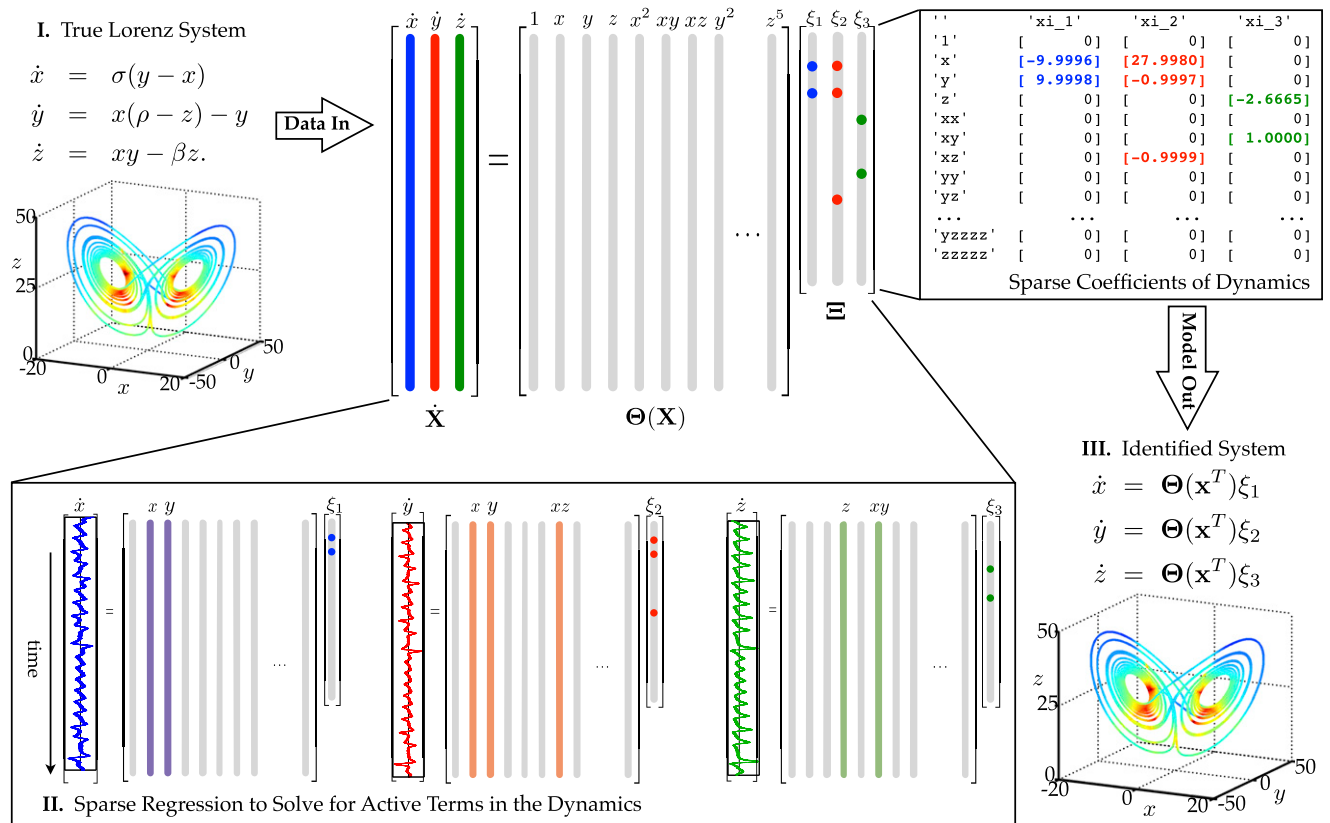 I. True Lorenz System
ẋ = σ(y − x)
ẏ = x(ρ − z) − y
ż = xy − βz.
Data In
50
z
25
0
-20
0
x
20
-50
0
y
50
ẋ ẏ ż
=
1 x y z x² xy xz y² z⁵
...
ξ₁ ξ₂ ξ₃
Ẋ
Θ(X)
Ξ
'' 'xi_1' 'xi_2' 'xi_3'
'1' [ 0] [ 0] [ 0]
'x' [-9.9996] [27.9980] [ 0]
'y' [ 9.9998] [-0.9997] [ 0]
'z' [ 0] [ 0] [-2.6665]
'xx' [ 0] [ 0] [ 0]
'xy' [ 0] [ 0] [ 1.0000]
'xz' [ 0] [-0.9999] [ 0]
'yy' [ 0] [ 0] [ 0]
'yz' [ 0] [ 0] [ 0]
... ... ... ...
'yzzzz' [ 0] [ 0] [ 0]
'zzzzz' [ 0] [ 0] [ 0]
Sparse Coefficients of Dynamics
Model Out
time
ẋ = x y ... ξ₁
ẏ = x y xz ... ξ₂
ż = z xy ... ξ₃
II. Sparse Regression to Solve for Active Terms in the Dynamics
III. Identified System
ẋ = Θ(xᵀ)ξ₁
ẏ = Θ(xᵀ)ξ₂
ż = Θ(xᵀ)ξ₃
50
z
25
0
-20
0
x
20
-50
0
y
50